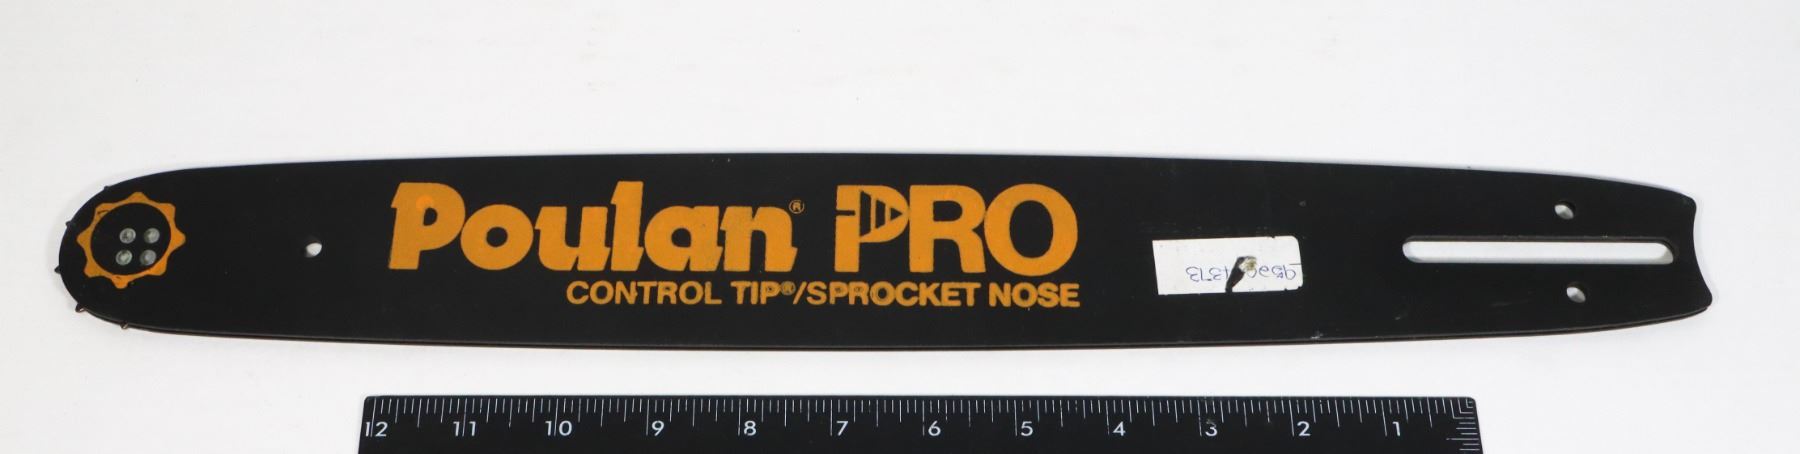 Poulan® PRO
CONTROL TIP®/SPROCKET NOSE
12 11 10 9 8 7 6 5 4 3 2 1